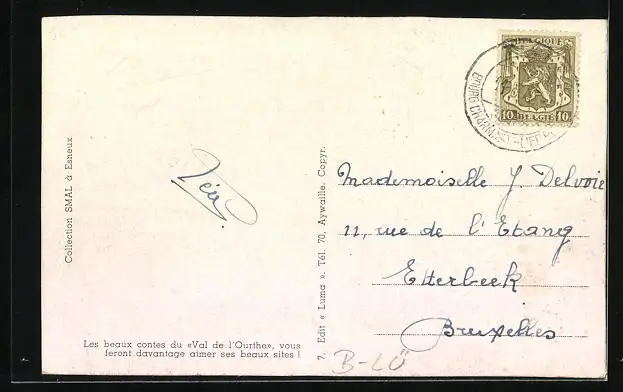 Collection SMAL à Esneux
Léa
Les beaux contes du «Val de l'Ourthe», vous
feront davantage aimer ses beaux sites !
7. Edit « Luma ». Tél. 70, Aywaille. Copyr.
BELGIQUE
10 BELGIE 10
Mademoiselle J. Delvoie
11, rue de l'Etang
Etterbeek
Bruxelles
B-LÜ